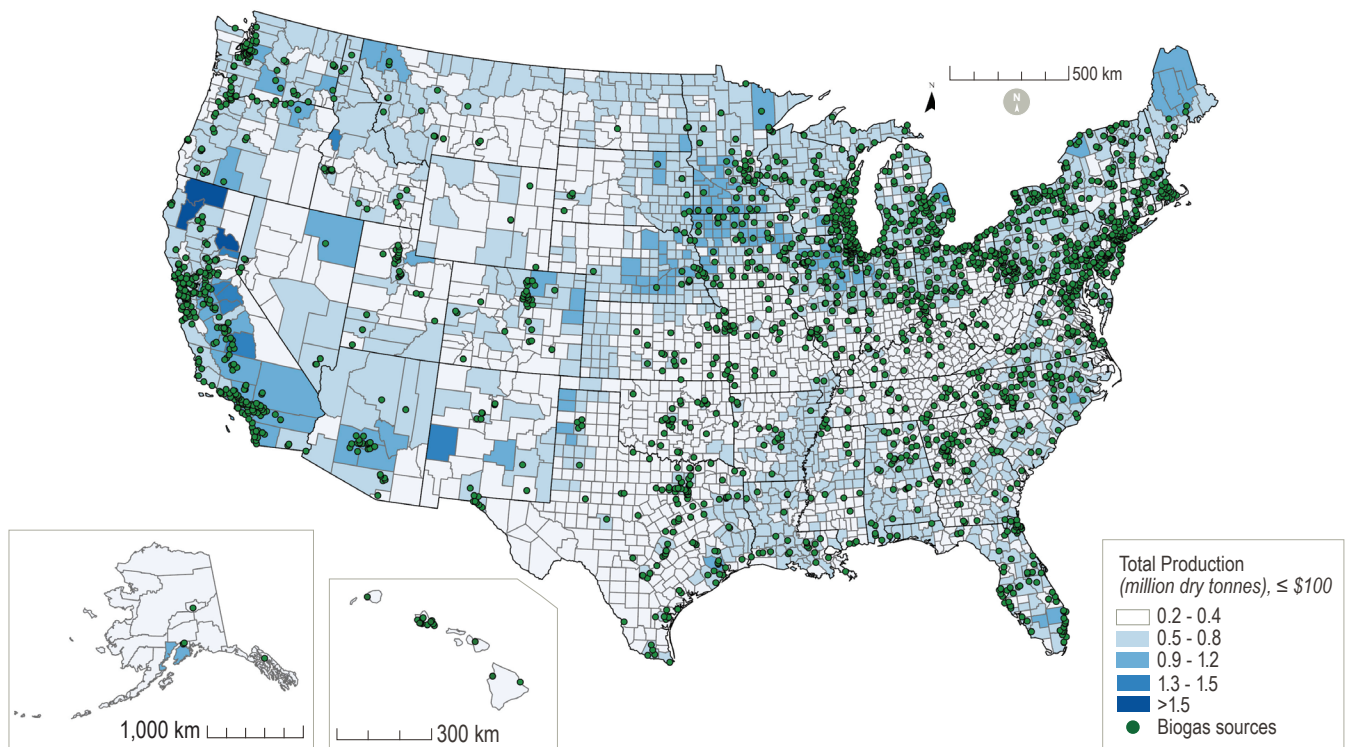 500 km
N
N
1,000 km
300 km
Total Production
(million dry tonnes), ≤ $100
0.2 - 0.4
0.5 - 0.8
0.9 - 1.2
1.3 - 1.5
>1.5
Biogas sources